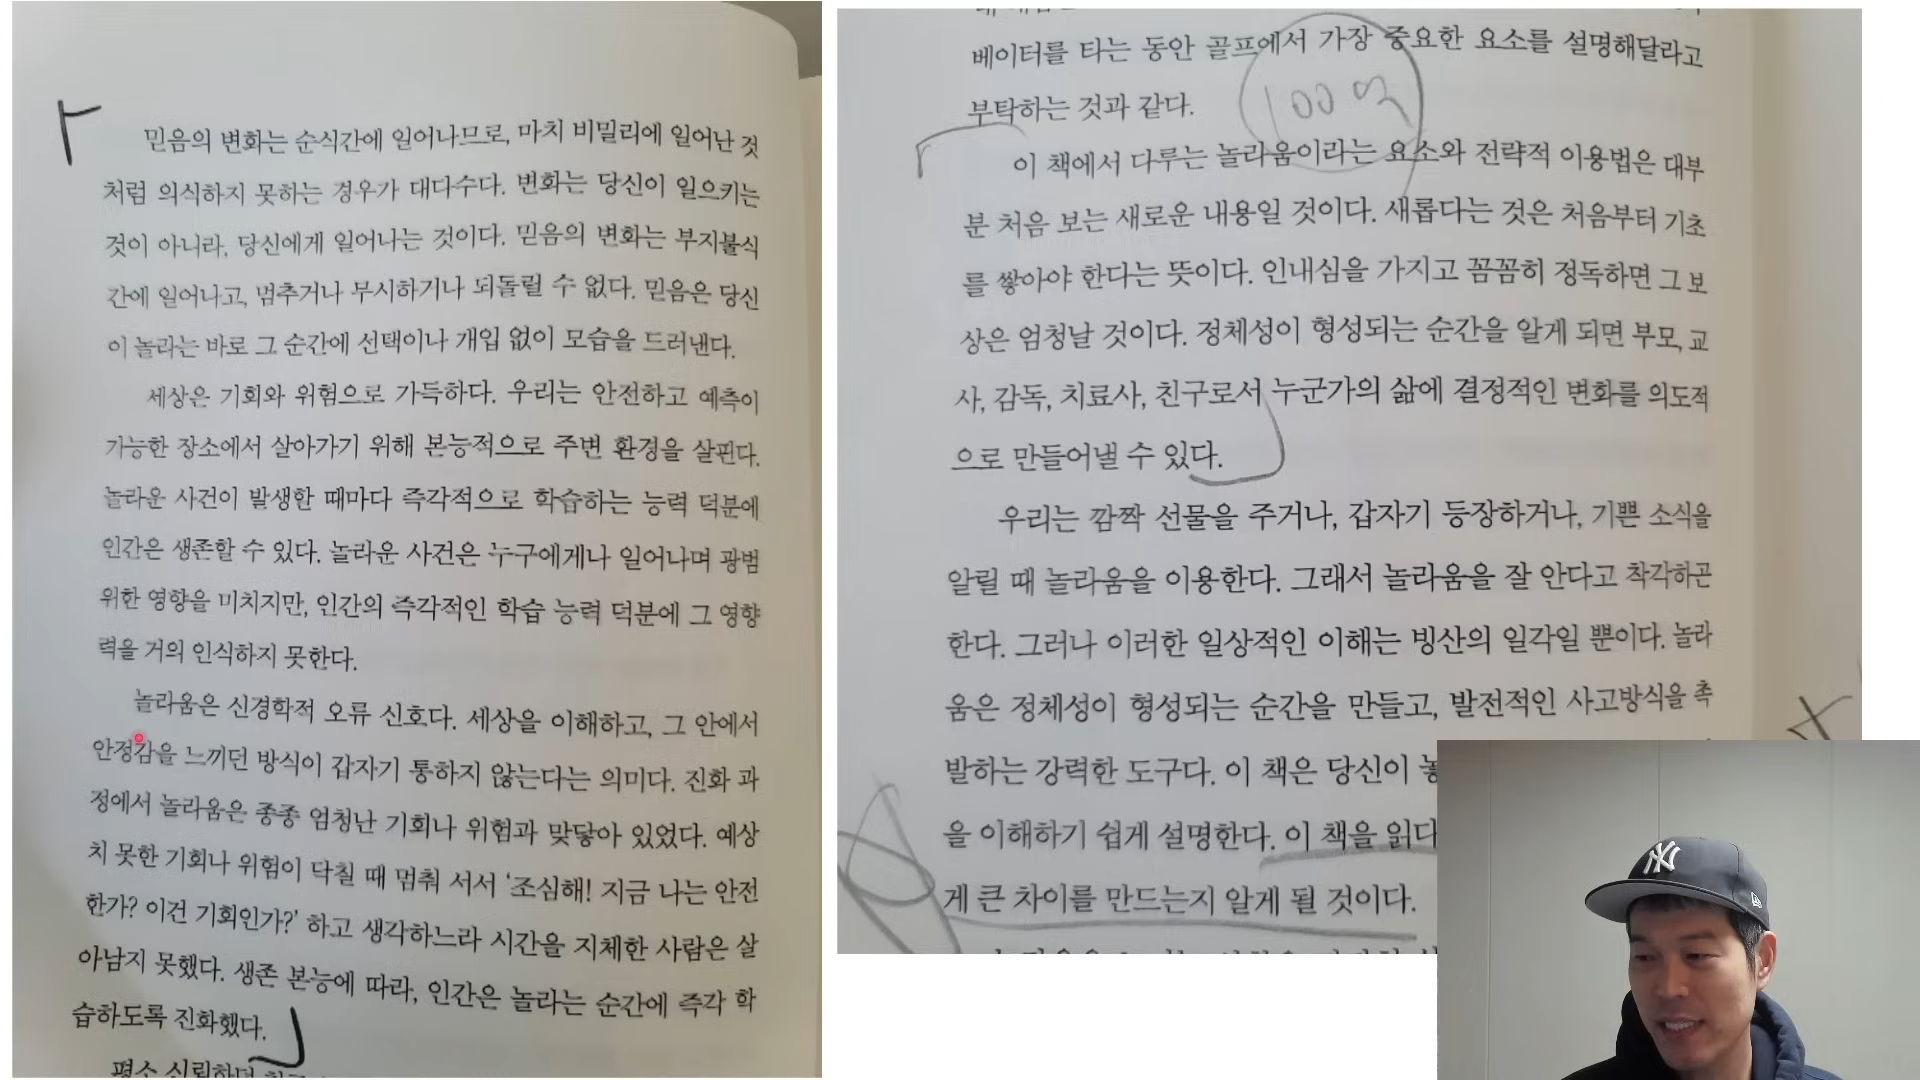 믿음의 변화는 순식간에 일어나므로, 마치 비밀리에 일어난 것
처럼 의식하지 못하는 경우가 대다수다. 변화는 당신이 일으키는
것이 아니라, 당신에게 일어나는 것이다. 믿음의 변화는 부지불식
간에 일어나고, 멈추거나 무시하거나 되돌릴 수 없다. 믿음은 당신
이 놀라는 바로 그 순간에 선택이나 개입 없이 모습을 드러낸다.
세상은 기회와 위험으로 가득하다. 우리는 안전하고 예측이
가능한 장소에서 살아가기 위해 본능적으로 주변 환경을 살핀다.
놀라운 사건이 발생할 때마다 즉각적으로 학습하는 능력 덕분에
인간은 생존할 수 있다. 놀라운 사건은 누구에게나 일어나며 광범
위한 영향을 미치지만, 인간의 즉각적인 학습 능력 덕분에 그 영향
력을 거의 인식하지 못한다.
놀라움은 신경학적 오류 신호다. 세상을 이해하고, 그 안에서
안정감을 느끼던 방식이 갑자기 통하지 않는다는 의미다. 진화 과
정에서 놀라움은 종종 엄청난 기회나 위험과 맞닿아 있었다. 예상
치 못한 기회나 위험이 닥칠 때 멈춰 서서 ‘조심해! 지금 나는 안전
한가? 이건 기회인가?’ 하고 생각하느라 시간을 지체한 사람은 살
아남지 못했다. 생존 본능에 따라, 인간은 놀라는 순간에 즉각 학
습하도록 진화했다.
평소 신뢰하던
베이터를 타는 동안 골프에서 가장 중요한 요소를 설명해달라고
부탁하는 것과 같다.
100억
이 책에서 다루는 놀라움이라는 요소와 전략적 이용법은 대부
분 처음 보는 새로운 내용일 것이다. 새롭다는 것은 처음부터 기초
를 쌓아야 한다는 뜻이다. 인내심을 가지고 꼼꼼히 정독하면 그 보
상은 엄청날 것이다. 정체성이 형성되는 순간을 알게 되면 부모, 교
사, 감독, 치료사, 친구로서 누군가의 삶에 결정적인 변화를 의도적
으로 만들어낼 수 있다.
우리는 깜짝 선물을 주거나, 갑자기 등장하거나, 기쁜 소식을
알릴 때 놀라움을 이용한다. 그래서 놀라움을 잘 안다고 착각하곤
한다. 그러나 이러한 일상적인 이해는 빙산의 일각일 뿐이다. 놀라
움은 정체성이 형성되는 순간을 만들고, 발전적인 사고방식을 촉
발하는 강력한 도구다. 이 책은 당신이 놓
을 이해하기 쉽게 설명한다. 이 책을 읽다
게 큰 차이를 만드는지 알게 될 것이다.
NY